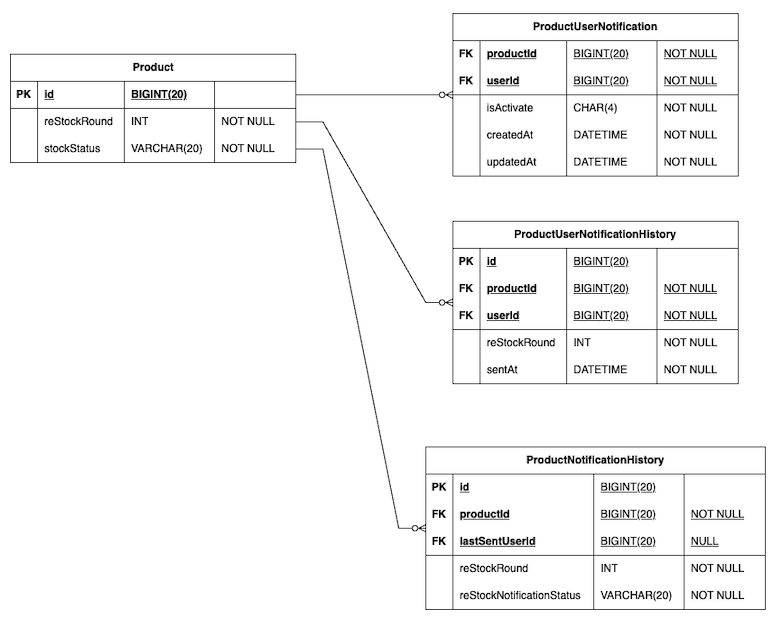 Product
PK id BIGINT(20)
reStockRound INT NOT NULL
stockStatus VARCHAR(20) NOT NULL
ProductUserNotification
FK productId BIGINT(20) NOT NULL
FK userId BIGINT(20) NOT NULL
isActivate CHAR(4) NOT NULL
createdAt DATETIME NOT NULL
updatedAt DATETIME NOT NULL
ProductUserNotificationHistory
PK id BIGINT(20)
FK productId BIGINT(20) NOT NULL
FK userId BIGINT(20) NOT NULL
reStockRound INT NOT NULL
sentAt DATETIME NOT NULL
ProductNotificationHistory
PK id BIGINT(20)
FK productId BIGINT(20) NOT NULL
FK lastSentUserId BIGINT(20) NULL
reStockRound INT NOT NULL
reStockNotificationStatus VARCHAR(20) NOT NULL